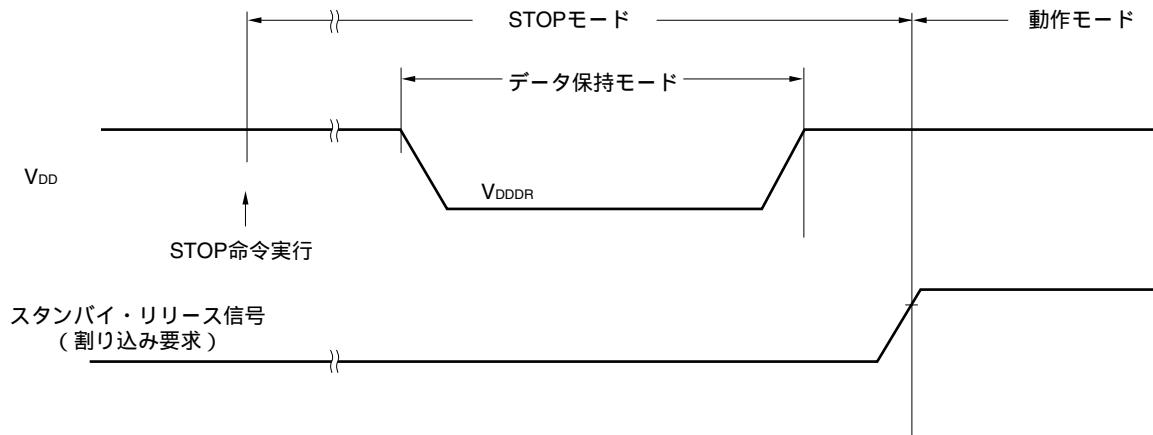 STOPモード
動作モード
データ保持モード
VDD
VDDDR
STOP命令実行
スタンバイ・リリース信号
（割り込み要求）